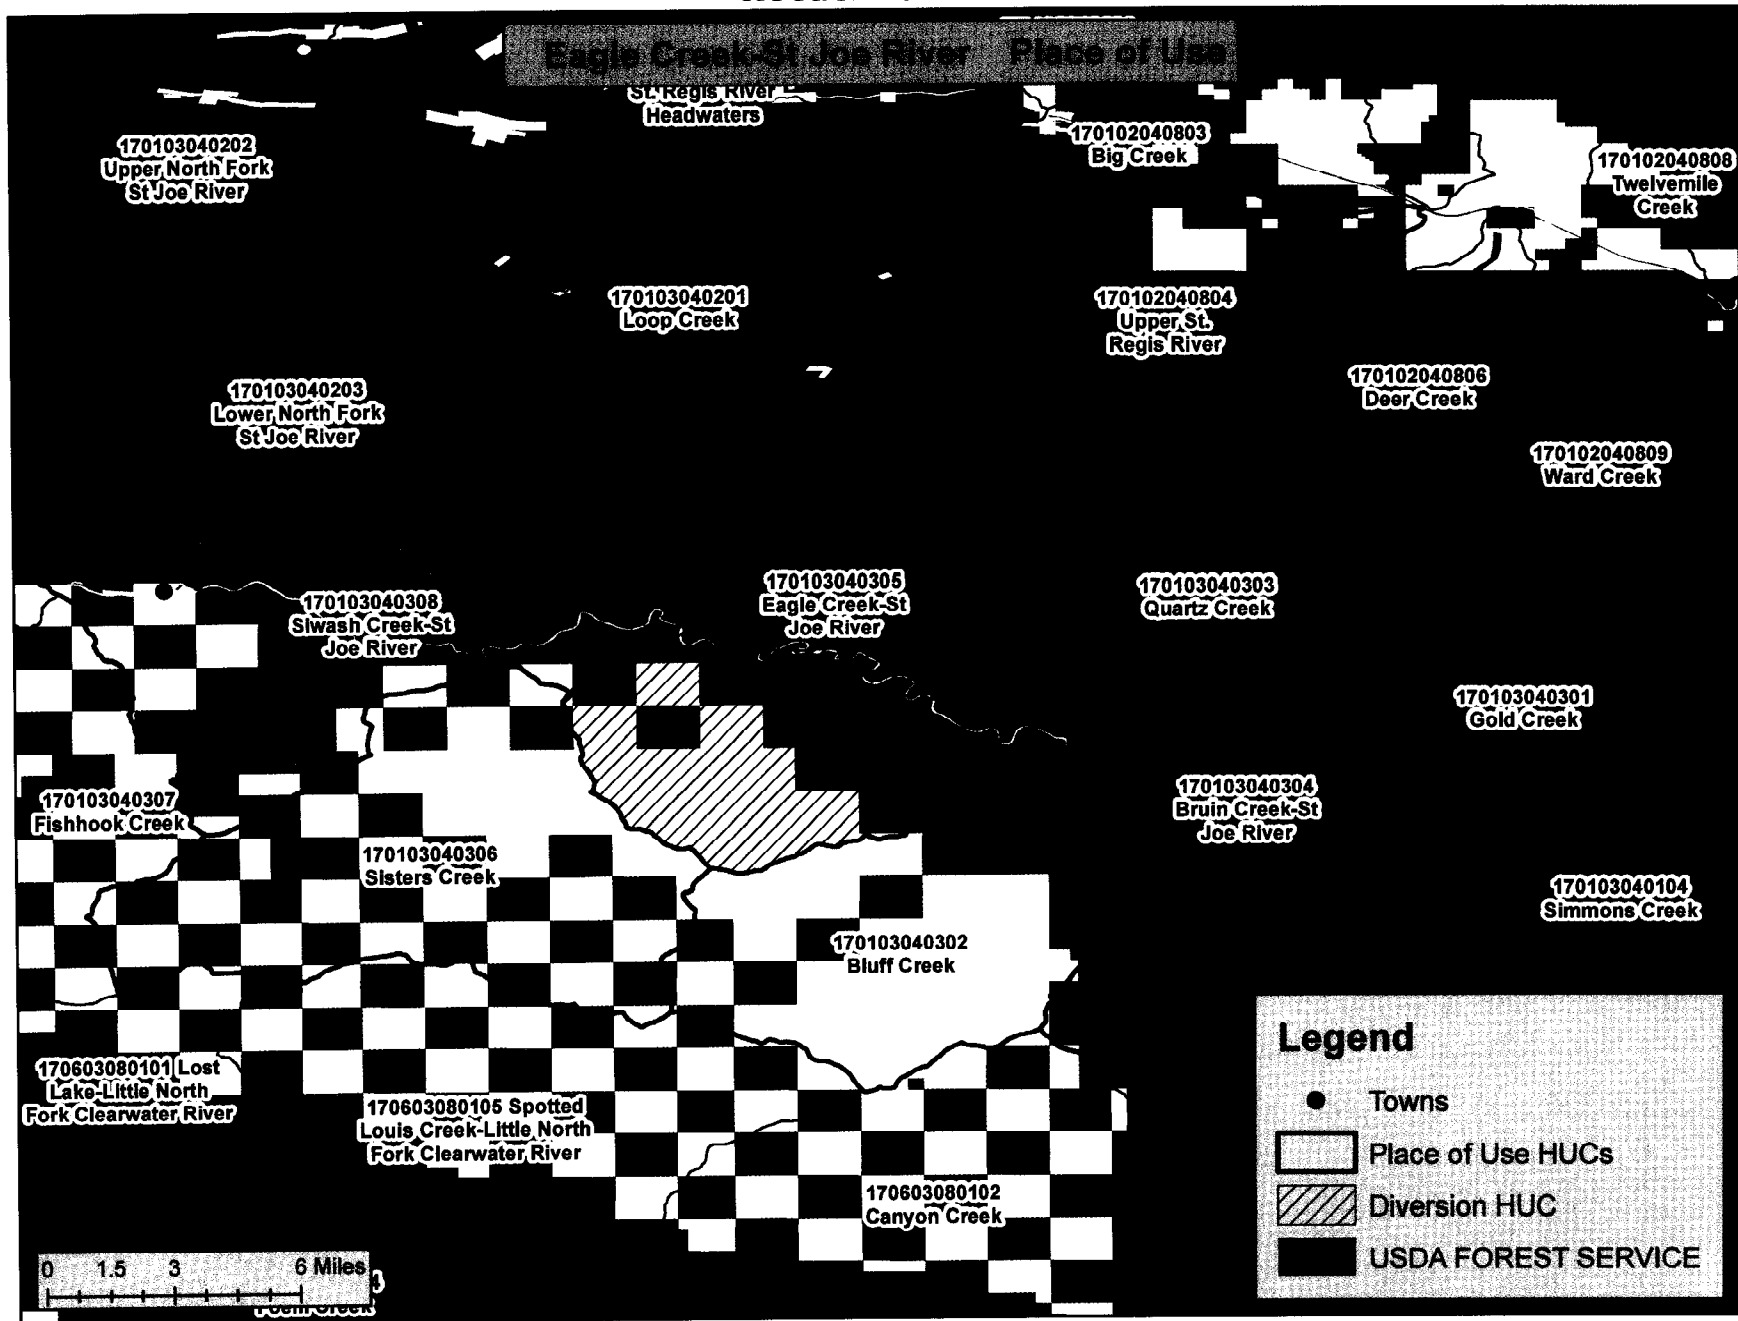 Eagle Creek-St Joe River Place of Use
St. Regis River
Headwaters
170103040202
Upper North Fork
St Joe River
170102040803
Big Creek
170102040808
Twelvemile
Creek
170103040201
Loop Creek
170102040804
Upper St.
Regis River
170103040203
Lower North Fork
St Joe River
170102040806
Deer Creek
170102040809
Ward Creek
170103040308
Siwash Creek-St
Joe River
170103040305
Eagle Creek-St
Joe River
170103040303
Quartz Creek
170103040301
Gold Creek
170103040307
Fishhook Creek
170103040304
Bruin Creek-St
Joe River
170103040306
Sisters Creek
170103040104
Simmons Creek
170103040302
Bluff Creek
170603080101 Lost
Lake-Little North
Fork Clearwater River
170603080105 Spotted
Louis Creek-Little North
Fork Clearwater River
170603080102
Canyon Creek
Legend
Towns
Place of Use HUCs
Diversion HUC
USDA FOREST SERVICE
0 1.5 3 6 Miles